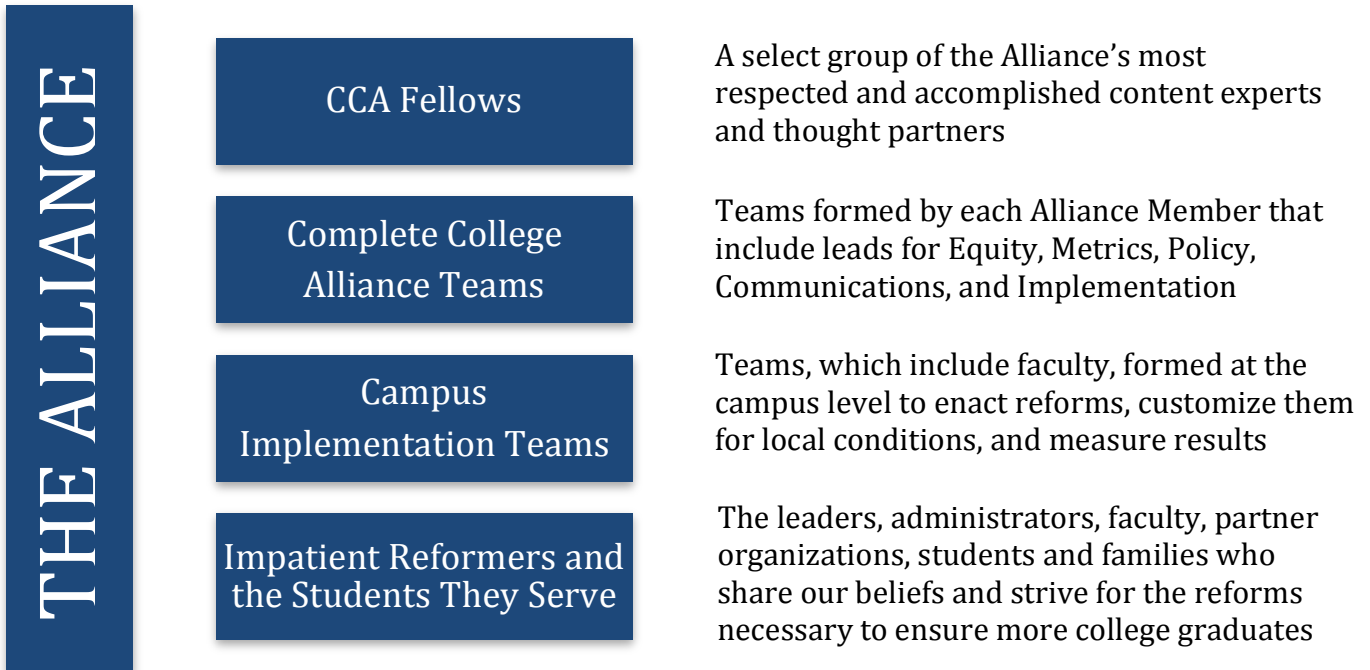 THE ALLIANCE
CCA Fellows
A select group of the Alliance’s most
respected and accomplished content experts
and thought partners
Complete College
Alliance Teams
Teams formed by each Alliance Member that
include leads for Equity, Metrics, Policy,
Communications, and Implementation
Campus
Implementation Teams
Teams, which include faculty, formed at the
campus level to enact reforms, customize them
for local conditions, and measure results
Impatient Reformers and
the Students They Serve
The leaders, administrators, faculty, partner
organizations, students and families who
share our beliefs and strive for the reforms
necessary to ensure more college graduates